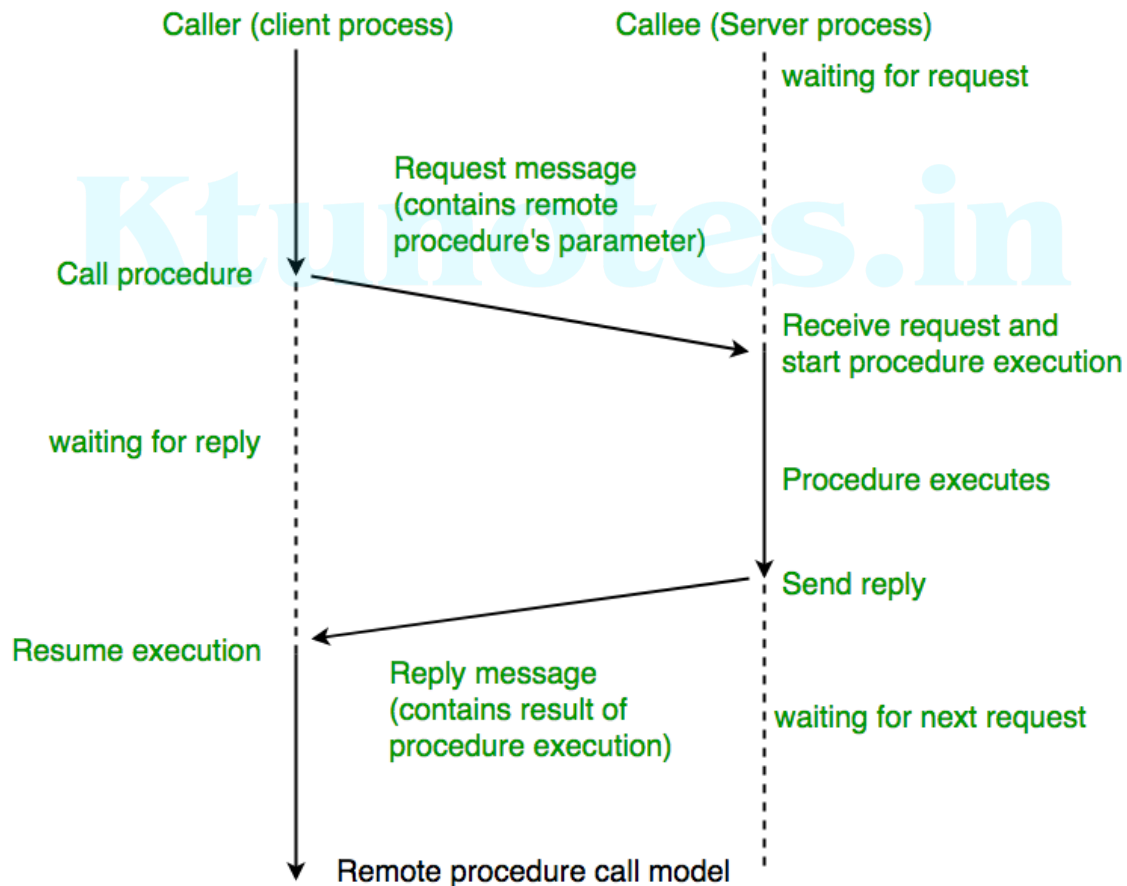 Caller (client process)
Callee (Server process)
waiting for request
Request message
(contains remote
procedure's parameter)
Ktunotes.in
Call procedure
Receive request and
start procedure execution
waiting for reply
Procedure executes
Send reply
Resume execution
Reply message
(contains result of
procedure execution)
waiting for next request
Remote procedure call model